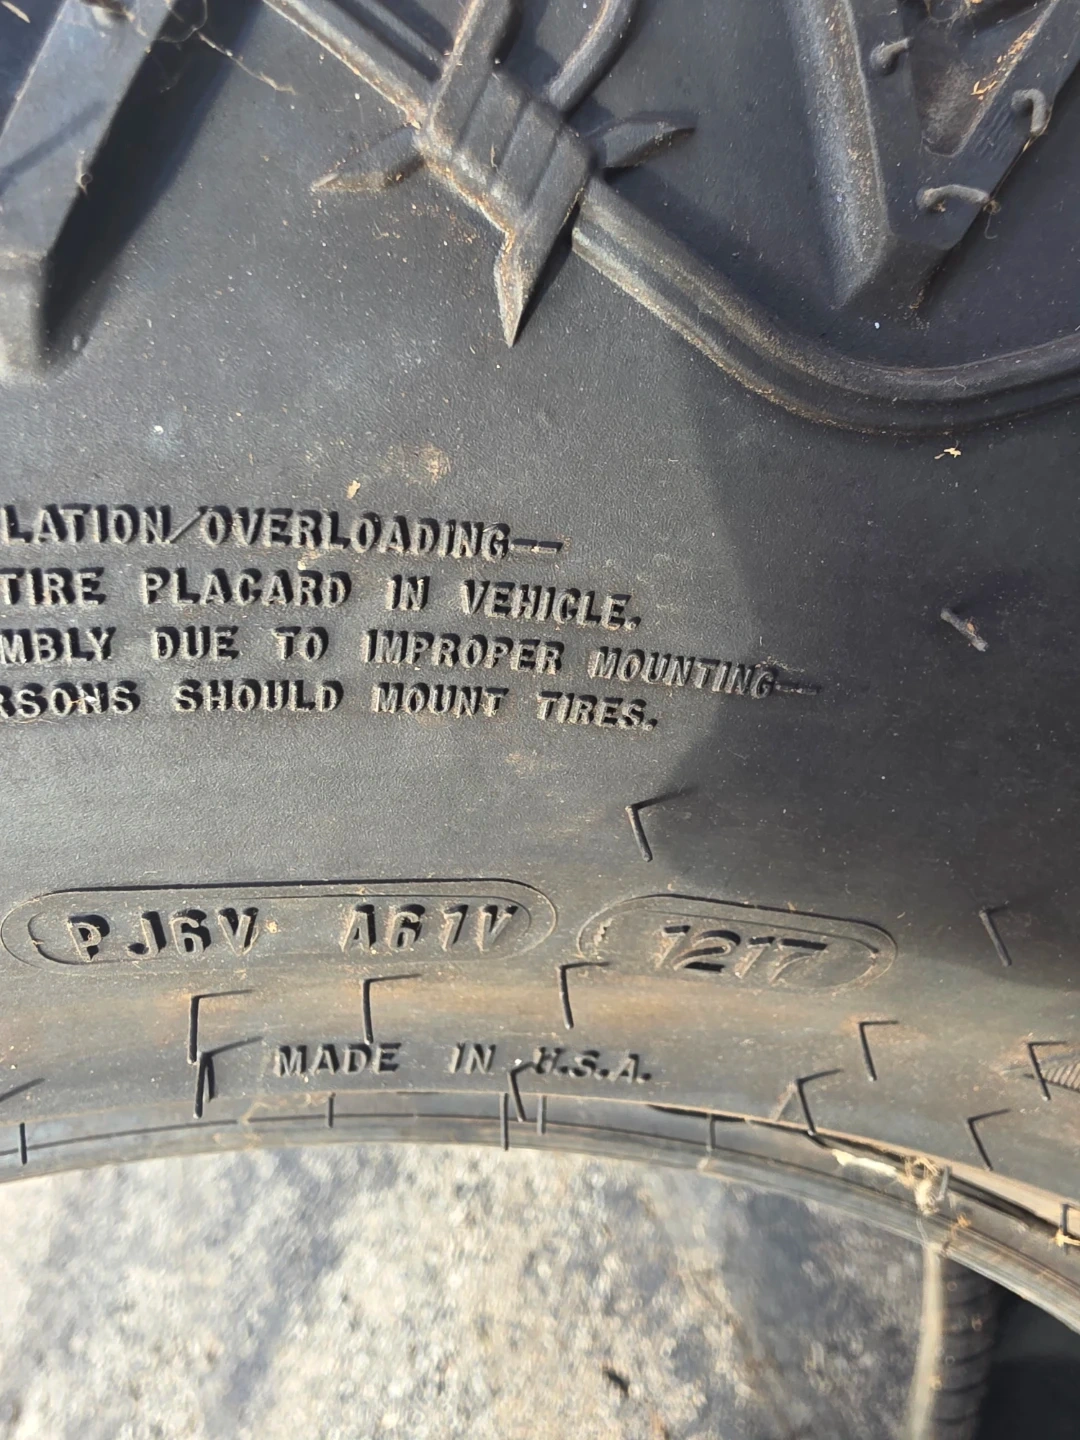 LATION/OVERLOADING—
TIRE PLACARD IN VEHICLE.
MBLY DUE TO IMPROPER MOUNTING—
RSONS SHOULD MOUNT TIRES.
PJ6V A61V 1217
MADE IN U.S.A.